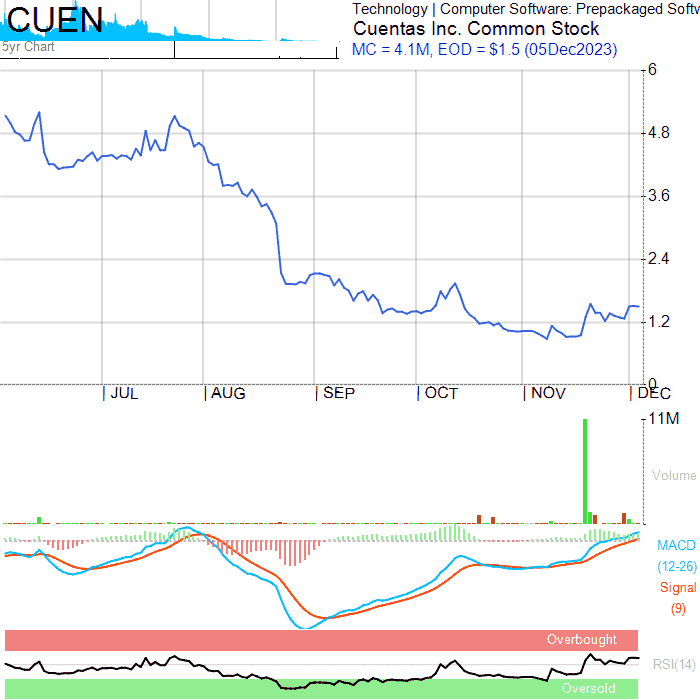 CUEN
5yr Chart
Technology | Computer Software: Prepackaged Softw
Cuentas Inc. Common Stock
MC = 4.1M, EOD = $1.5 (05Dec2023)
6
4.8
3.6
2.4
1.2
0
| JUL | AUG | SEP | OCT | NOV | DEC
11M
Volume
MACD
(12-26)
Signal
(9)
Overbought
RSI(14)
Oversold